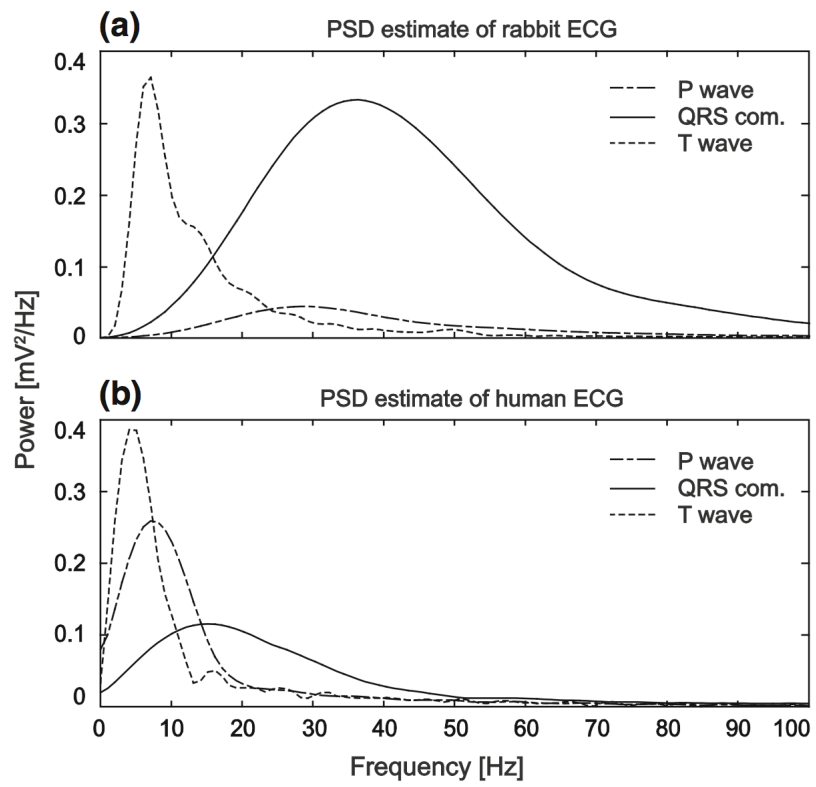 (a)
PSD estimate of rabbit ECG
0.4
0.3
0.2
0.1
0
P wave
QRS com.
T wave
Power [mV²/Hz]
(b)
PSD estimate of human ECG
0.4
0.3
0.2
0.1
0
P wave
QRS com.
T wave
0 10 20 30 40 50 60 70 80 90 100
Frequency [Hz]